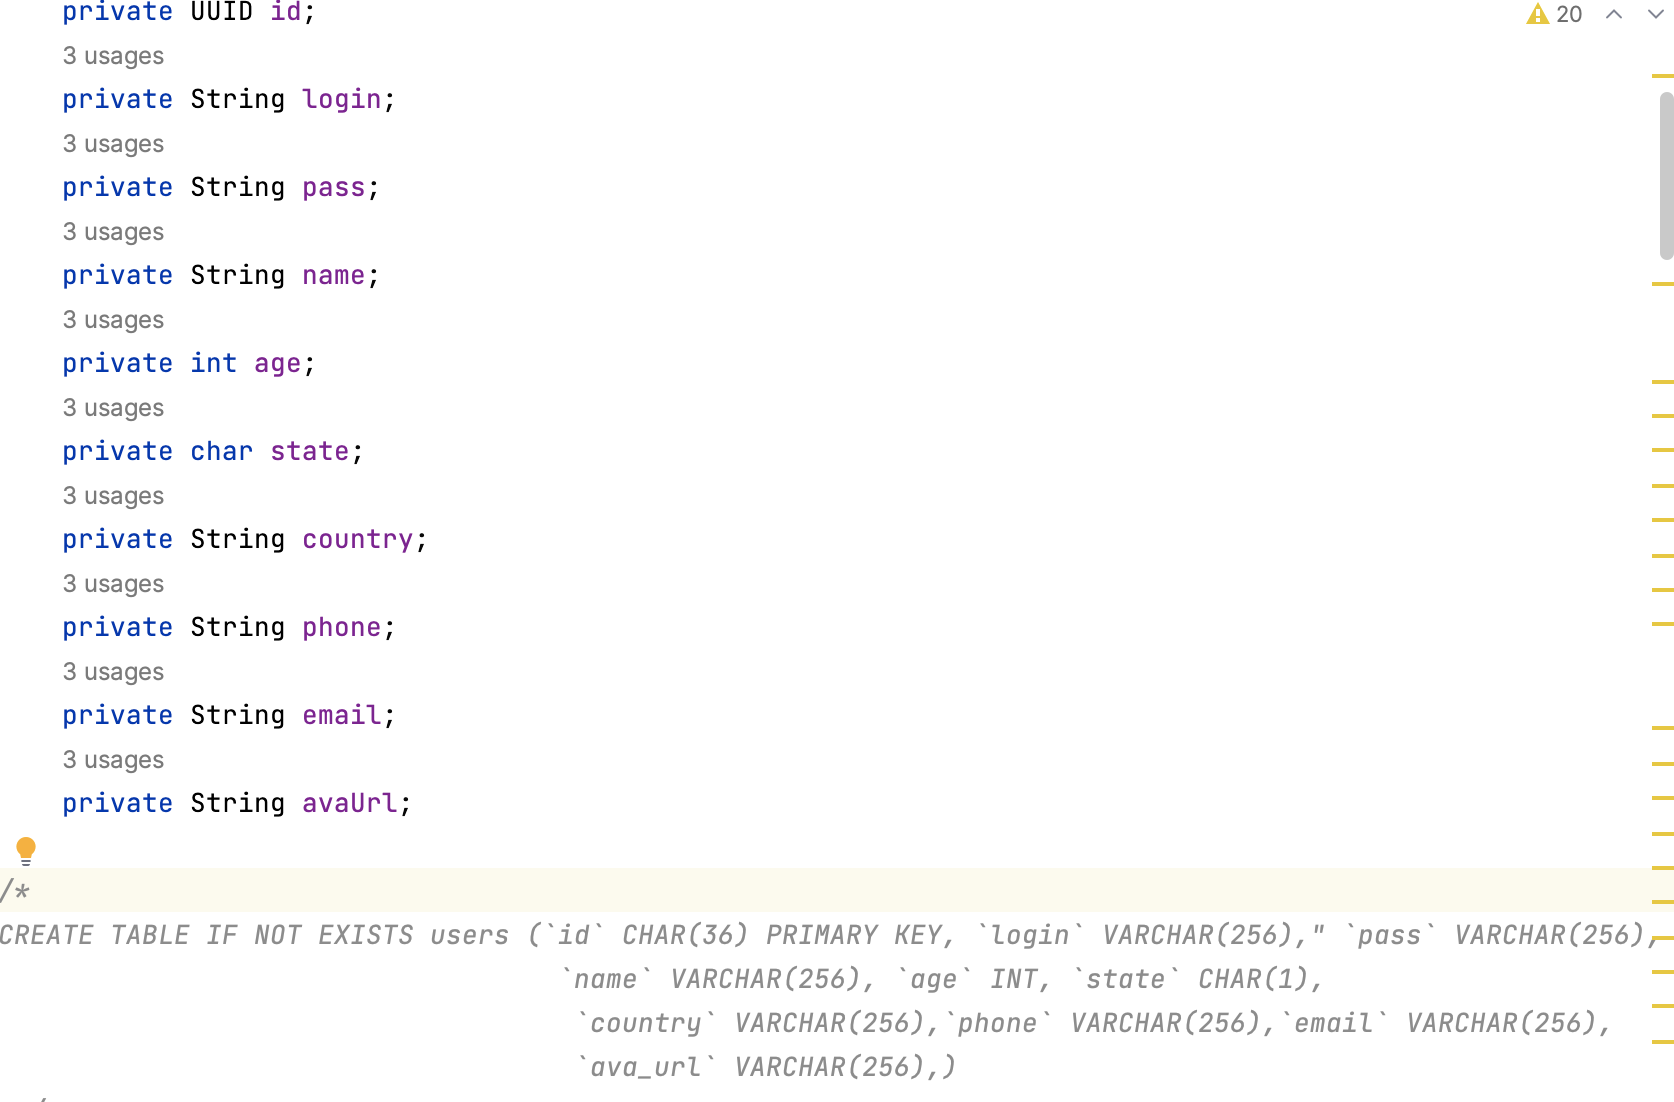 private UUID id;
20
3 usages
private String login;
3 usages
private String pass;
3 usages
private String name;
3 usages
private int age;
3 usages
private char state;
3 usages
private String country;
3 usages
private String phone;
3 usages
private String email;
3 usages
private String avaUrl;
/*
CREATE TABLE IF NOT EXISTS users (`id` CHAR(36) PRIMARY KEY, `login` VARCHAR(256)," `pass` VARCHAR(256),
`name` VARCHAR(256), `age` INT, `state` CHAR(1),
`country` VARCHAR(256),`phone` VARCHAR(256),`email` VARCHAR(256),
`ava_url` VARCHAR(256),)